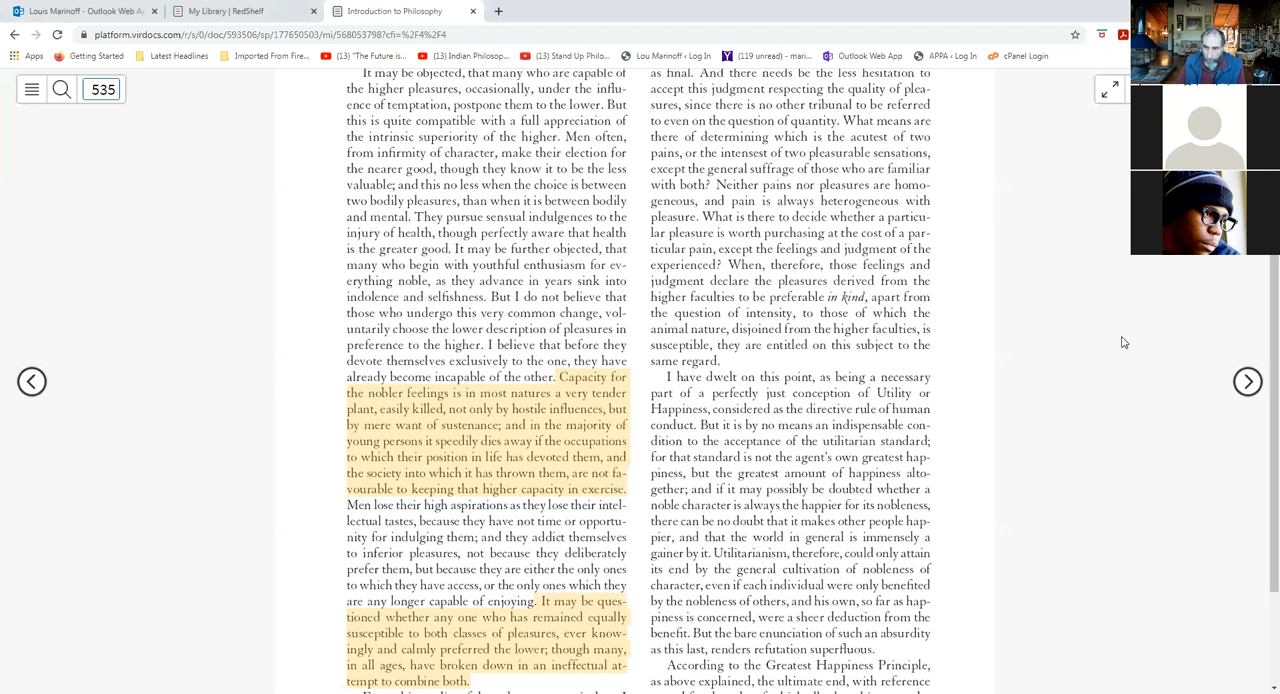 Louis Marinoff - Outlook Web A
My Library | RedShelf
Introduction to Philosophy
platform.virdocs.com/r/s/0/doc/593506/sp/177650503/mi/568053798?cfi=%2F4%2F4
Apps
Getting Started
Latest Headlines
Imported From Fire...
(13) "The Future is...
(13) Indian Philosop...
(13) Stand Up Philo...
Lou Marinoff ‹ Log In
(119 unread) - mari...
Outlook Web App
APPA ‹ Log In
cPanel Login
535
It may be objected, that many who are capable of
the higher pleasures, occasionally, under the influ-
ence of temptation, postpone them to the lower. But
this is quite compatible with a full appreciation of
the intrinsic superiority of the higher. Men often,
from infirmity of character, make their election for
the nearer good, though they know it to be the less
valuable; and this no less when the choice is between
two bodily pleasures, than when it is between bodily
and mental. They pursue sensual indulgences to the
injury of health, though perfectly aware that health
is the greater good. It may be further objected, that
many who begin with youthful enthusiasm for ev-
erything noble, as they advance in years sink into
indolence and selfishness. But I do not believe that
those who undergo this very common change, vol-
untarily choose the lower description of pleasures in
preference to the higher. I believe that before they
devote themselves exclusively to the one, they have
already become incapable of the other. Capacity for
the nobler feelings is in most natures a very tender
plant, easily killed, not only by hostile influences, but
by mere want of sustenance; and in the majority of
young persons it speedily dies away if the occupations
to which their position in life has devoted them, and
the society into which it has thrown them, are not fa-
vourable to keeping that higher capacity in exercise.
Men lose their high aspirations as they lose their intel-
lectual tastes, because they have not time or opportu-
nity for indulging them; and they addict themselves
to inferior pleasures, not because they deliberately
prefer them, but because they are either the only ones
to which they have access, or the only ones which they
are any longer capable of enjoying. It may be ques-
tioned whether any one who has remained equally
susceptible to both classes of pleasures, ever know-
ingly and calmly preferred the lower; though many,
in all ages, have broken down in an ineffectual at-
tempt to combine both.
as final. And there needs be the less hesitation to
accept this judgment respecting the quality of plea-
sures, since there is no other tribunal to be referred
to even on the question of quantity. What means are
there of determining which is the acutest of two
pains, or the intensest of two pleasurable sensations,
except the general suffrage of those who are familiar
with both? Neither pains nor pleasures are homo-
geneous, and pain is always heterogeneous with
pleasure. What is there to decide whether a particu-
lar pleasure is worth purchasing at the cost of a par-
ticular pain, except the feelings and judgment of the
experienced? When, therefore, those feelings and
judgment declare the pleasures derived from the
higher faculties to be preferable in kind, apart from
the question of intensity, to those of which the
animal nature, disjoined from the higher faculties, is
susceptible, they are entitled on this subject to the
same regard.
I have dwelt on this point, as being a necessary
part of a perfectly just conception of Utility or
Happiness, considered as the directive rule of human
conduct. But it is by no means an indispensable con-
dition to the acceptance of the utilitarian standard;
for that standard is not the agent's own greatest hap-
piness, but the greatest amount of happiness alto-
gether; and if it may possibly be doubted whether a
noble character is always the happier for its nobleness,
there can be no doubt that it makes other people hap-
pier, and that the world in general is immensely a
gainer by it. Utilitarianism, therefore, could only attain
its end by the general cultivation of nobleness of
character, even if each individual were only benefited
by the nobleness of others, and his own, so far as hap-
piness is concerned, were a sheer deduction from the
benefit. But the bare enunciation of such an absurdity
as this last, renders refutation superfluous.
According to the Greatest Happiness Principle,
as above explained, the ultimate end, with reference